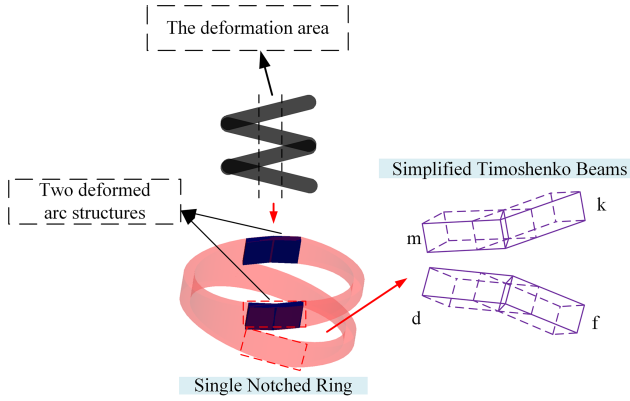 The deformation area
Simplified Timoshenko Beams
Two deformed
arc structures
k
m
d
f
Single Notched Ring